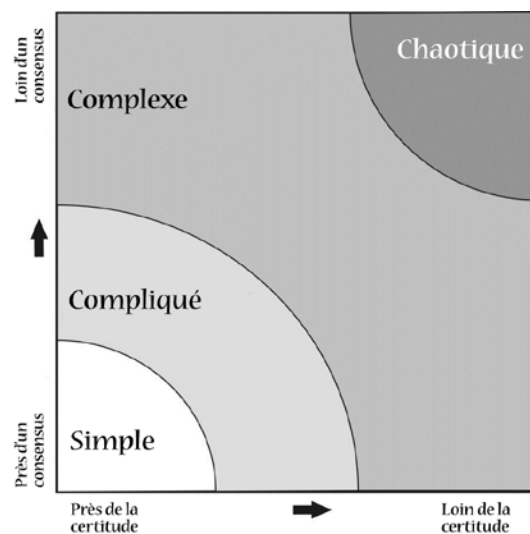 Loin d'un
consensus
Chaotique
Complexe
Compliqué
Simple
Près d'un
consensus
Près de la
certitude
Loin de la
certitude